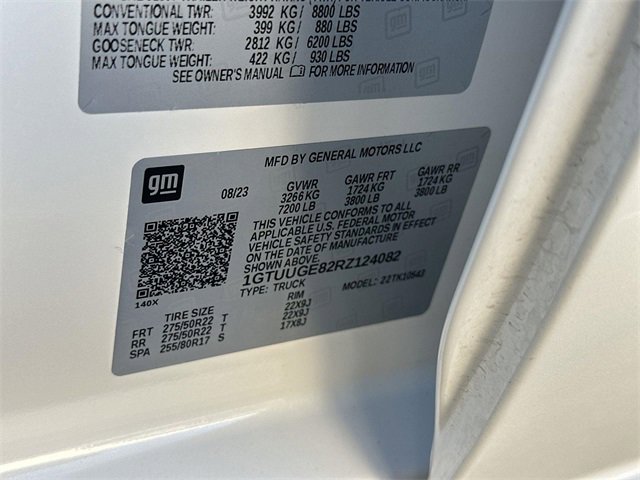 CONVENTIONAL TWR: 3992 KG / 8800 LBS
MAX TONGUE WEIGHT: 399 KG / 880 LBS
GOOSENECK TWR: 2812 KG / 6200 LBS
MAX TONGUE WEIGHT: 422 KG / 930 LBS
SEE OWNER'S MANUAL FOR MORE INFORMATION
gm
MFD BY GENERAL MOTORS LLC
gm
08/23 GVWR GAWR FRT GAWR RR
3266 KG 1724 KG 1724 KG
7200 LB 3800 LB 3800 LB
THIS VEHICLE CONFORMS TO ALL
APPLICABLE U.S. FEDERAL MOTOR
VEHICLE SAFETY STANDARDS IN EFFECT
ON THE DATE OF MANUFACTURE SHOWN ABOVE.
1GTUUGE82RZ124082
TYPE: TRUCK MODEL: 22TK10543
140X
TIRE SIZE RIM
FRT 275/50R22 T 22X9J
RR 275/50R22 T 22X9J
SPA 255/80R17 S 17X8J